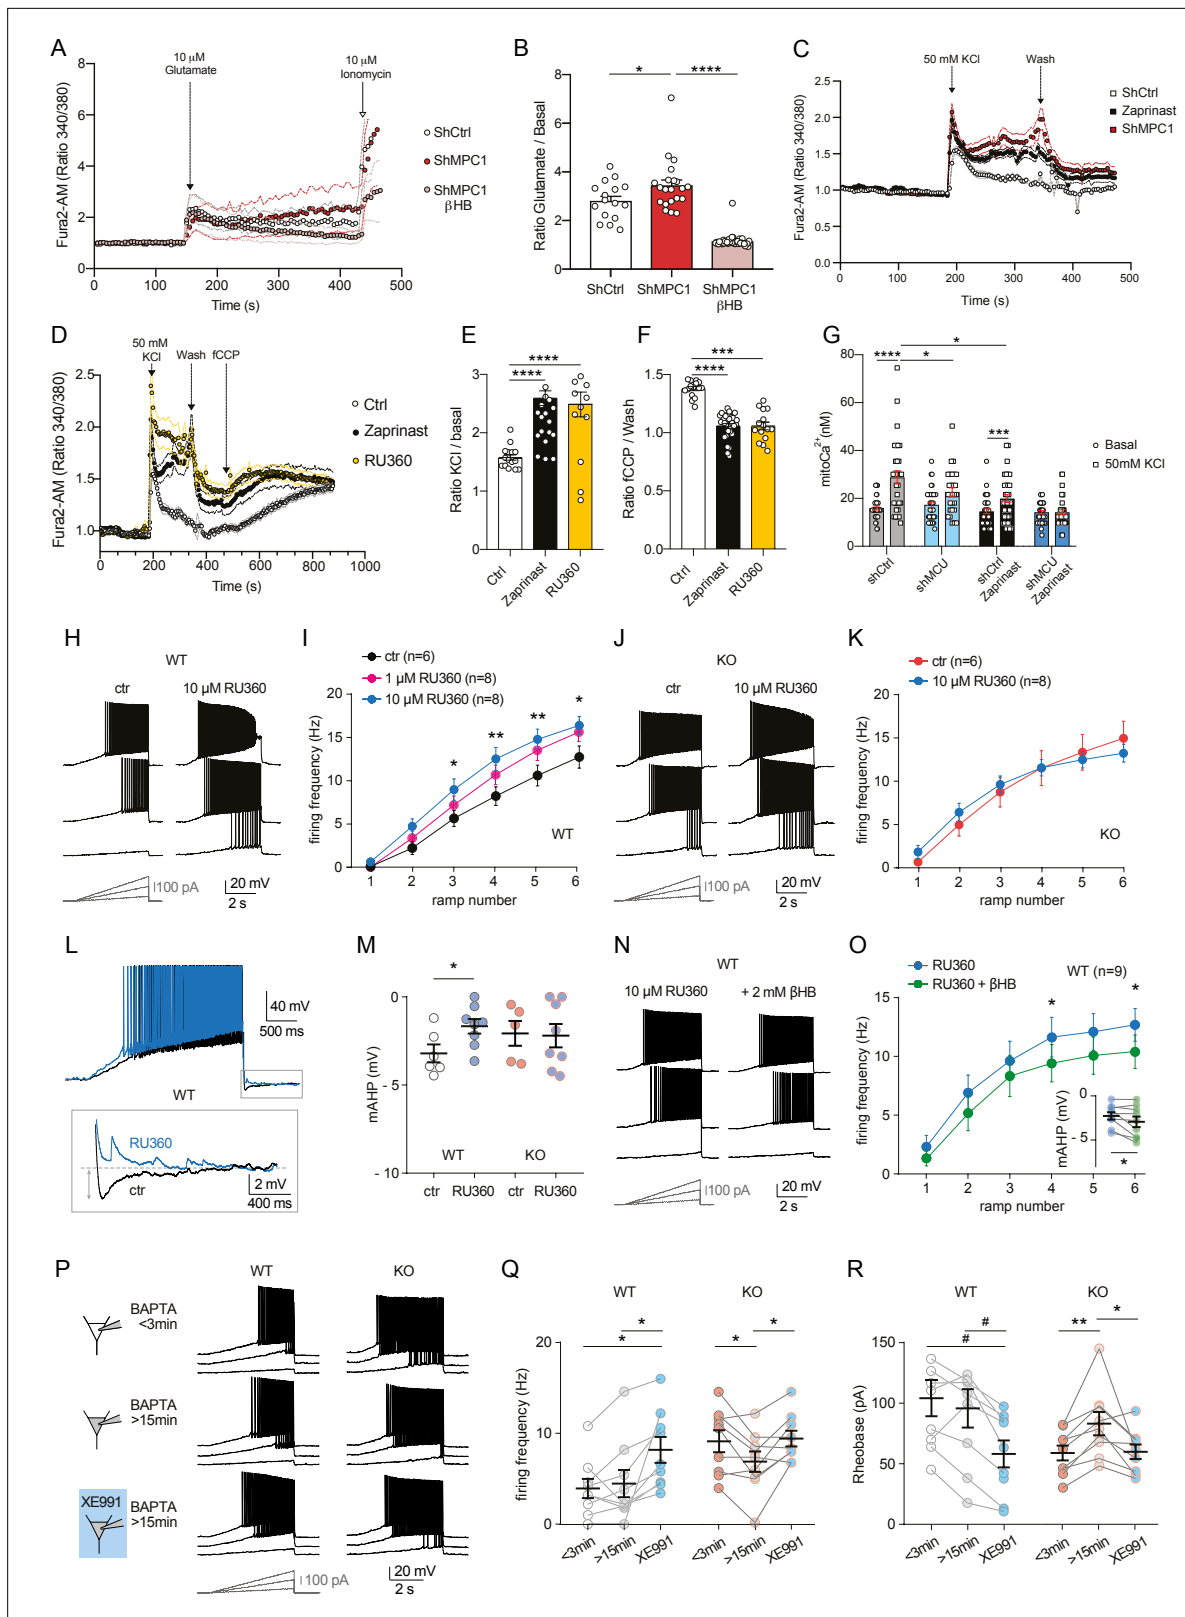 A
10 µM
Glutamate
10 µM
Ionomycin
Fura2-AM (Ratio 340/380)
8
6
4
2
0
0 100 200 300 400 500
Time (s)
ShCtrl
ShMPC1
ShMPC1
βHB
B
* ****
Ratio Glutamate / Basal
8
6
4
2
0
ShCtrl ShMPC1 ShMPC1
βHB
C
50 mM KCl Wash
ShCtrl
Zaprinast
ShMPC1
Fura2-AM (Ratio 340/380)
2.5
2.0
1.5
1.0
0.5
0.0
0 100 200 300 400 500
Time (s)
D
50 mM
KCl Wash fCCP
Fura2-AM (Ratio 340/380)
2.5
2.0
1.5
1.0
0 200 400 600 800 1000
Time (s)
Ctrl
Zaprinast
RU360
E
****
****
Ratio KCl / basal
3
2
1
0
Ctrl Zaprinast RU360
F
***
****
Ratio fCCP / Wash
1.5
1.0
0.5
0.0
Ctrl Zaprinast RU360
G
*
**** *
***
mitoCa2+ (nM)
80
60
40
20
0
shCtrl shMCU shCtrl Zaprinast shMCU Zaprinast
Basal
50mM KCl
H
WT
ctr 10 µM RU360
100 pA
20 mV
2 s
I
ctr (n=6)
1 µM RU360 (n=8)
10 µM RU360 (n=8)
firing frequency (Hz)
20
15
10
5
0
* ** ** *
WT
1 2 3 4 5 6
ramp number
J
KO
ctr 10 µM RU360
100 pA
20 mV
2 s
K
ctr (n=6)
10 µM RU360 (n=8)
firing frequency (Hz)
20
15
10
5
0
KO
1 2 3 4 5 6
ramp number
L
40 mV
500 ms
WT
RU360
ctr
2 mV
400 ms
M
*
mAHP (mV)
0
- 5
- 10
WT KO
ctr RU360 ctr RU360
N
WT
10 µM RU360 + 2 mM βHB
100 pA
20 mV
2 s
O
RU360
RU360 + βHB
WT (n=9)
firing frequency (Hz)
15
10
5
0
* *
mAHP (mV)
0
- 5
*
1 2 3 4 5 6
ramp number
P
WT KO
BAPTA
<3min
BAPTA
>15min
XE991
BAPTA
>15min
100 pA
20 mV
2 s
Q
WT KO
firing frequency (Hz)
20
10
0
* * * *
<3min >15min XE991 <3min >15min XE991
R
WT KO
Rheobase (pA)
150
100
50
0
# # ** *
<3min >15min XE991 <3min >15min XE991